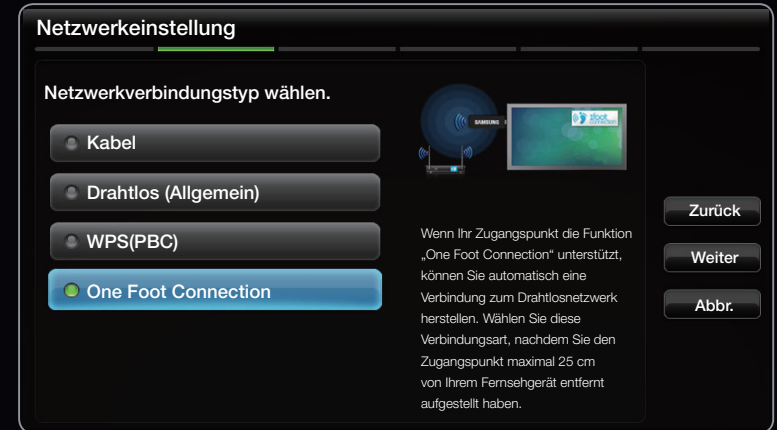 Netzwerkeinstellung
Netzwerkverbindungstyp wählen.
Kabel
Drahtlos (Allgemein)
WPS(PBC)
One Foot Connection
SAMSUNG
1foot
connection
Wenn Ihr Zugangspunkt die Funktion
„One Foot Connection“ unterstützt,
können Sie automatisch eine
Verbindung zum Drahtlosnetzwerk
herstellen. Wählen Sie diese
Verbindungsart, nachdem Sie den
Zugangspunkt maximal 25 cm
von Ihrem Fernsehgerät entfernt
aufgestellt haben.
Zurück
Weiter
Abbr.